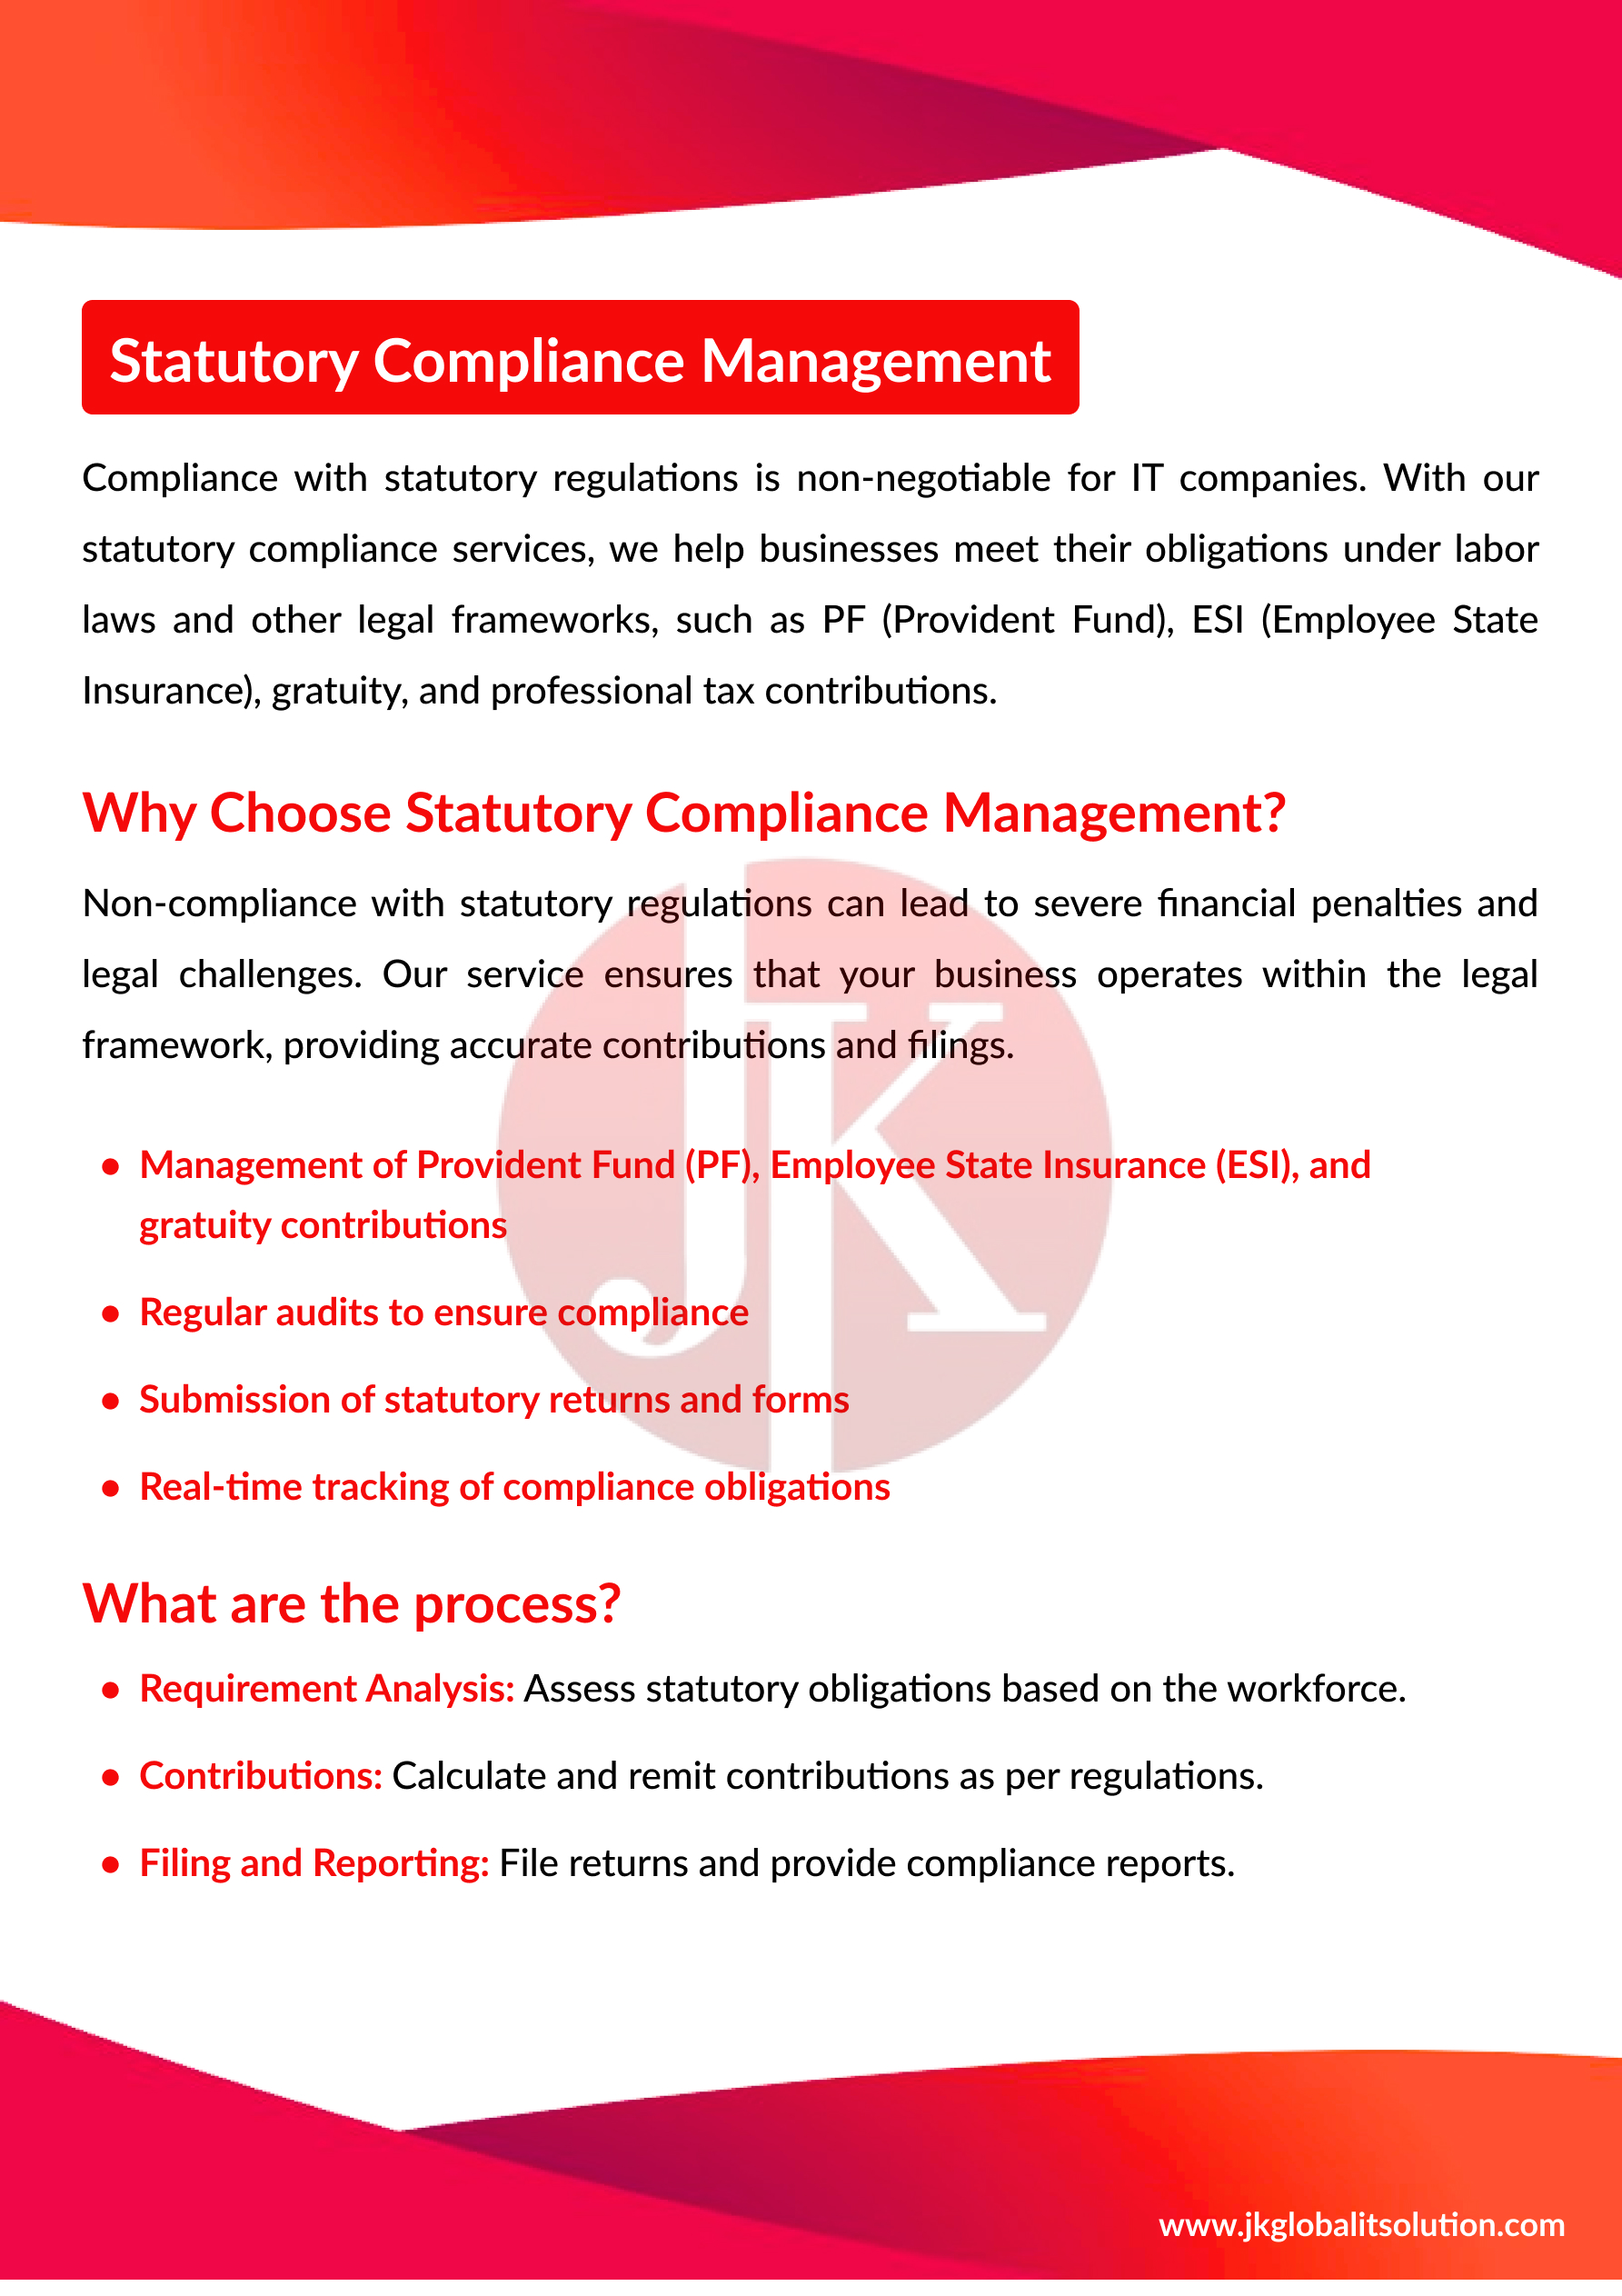 Statutory Compliance Management
Compliance with statutory regulations is non-negotiable for IT companies. With our
statutory compliance services, we help businesses meet their obligations under labor
laws and other legal frameworks, such as PF (Provident Fund), ESI (Employee State
Insurance), gratuity, and professional tax contributions.
Why Choose Statutory Compliance Management?
Non-compliance with statutory regulations can lead to severe financial penalties and
legal challenges. Our service ensures that your business operates within the legal
framework, providing accurate contributions and filings.
JK
● Management of Provident Fund (PF), Employee State Insurance (ESI), and
gratuity contributions
● Regular audits to ensure compliance
● Submission of statutory returns and forms
● Real-time tracking of compliance obligations
What are the process?
● Requirement Analysis: Assess statutory obligations based on the workforce.
● Contributions: Calculate and remit contributions as per regulations.
● Filing and Reporting: File returns and provide compliance reports.
www.jkglobalitsolution.com